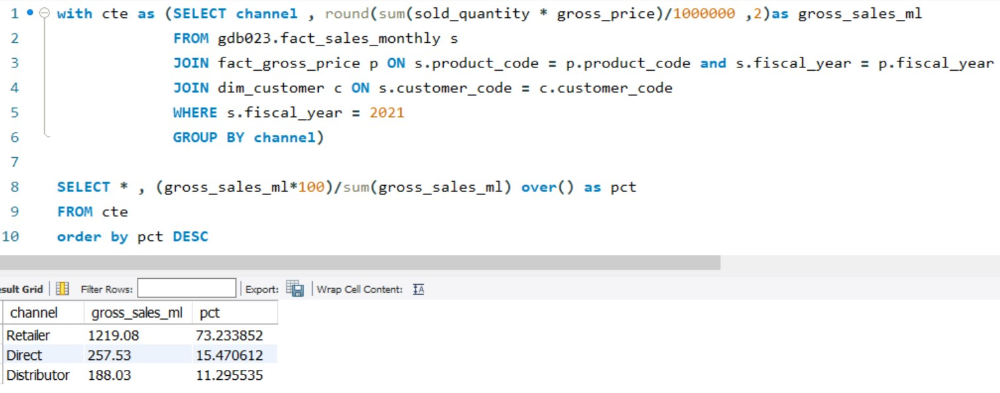 1 with cte as (SELECT channel , round(sum(sold_quantity * gross_price)/1000000 ,2)as gross_sales_ml
2 FROM gdb023.fact_sales_monthly s
3 JOIN fact_gross_price p ON s.product_code = p.product_code and s.fiscal_year = p.fiscal_year
4 JOIN dim_customer c ON s.customer_code = c.customer_code
5 WHERE s.fiscal_year = 2021
6 GROUP BY channel)
7
8 SELECT * , (gross_sales_ml*100)/sum(gross_sales_ml) over() as pct
9 FROM cte
10 order by pct DESC
esult Grid Filter Rows: Export: Wrap Cell Content: IA
channel gross_sales_ml pct
Retailer 1219.08 73.233852
Direct 257.53 15.470612
Distributor 188.03 11.295535